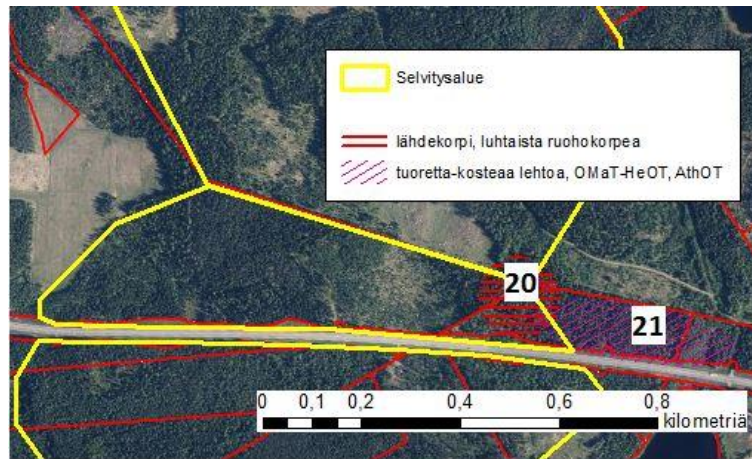 Selvitysalue
lähdekorpi, luhtaista ruohokorpea
tuoretta-kosteaa lehtoa, OMaT-HeOT, AthOT
20
21
0 0,1 0,2 0,4 0,6 0,8
kilometriä